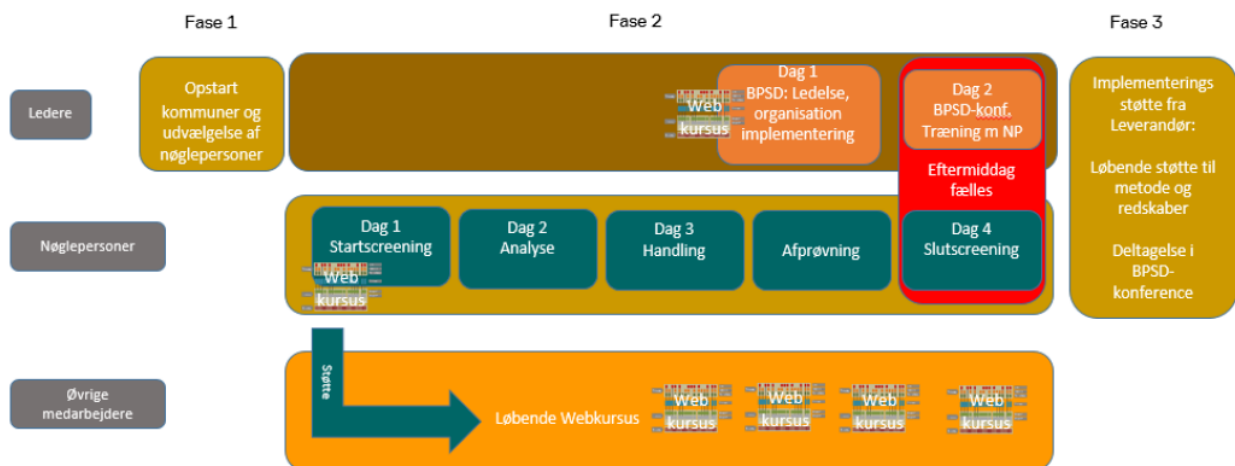 Fase 1
Fase 2
Fase 3
Ledere
Opstart
kommuner og
udvælgelse af
nøglepersoner
Web
kursus
Dag 1
BPSD: Ledelse,
organisation
implementering
Dag 2
BPSD-konf.
Træning m NP
Eftermiddag
fælles
Implementerings
støtte fra
Leverandør:
Løbende støtte til
metode og
redskaber
Deltagelse i
BPSD-
konference
Nøglepersoner
Dag 1
Startscreening
Web
kursus
Dag 2
Analyse
Dag 3
Handling
Afprøvning
Dag 4
Slutscreening
Øvrige
medarbejdere
Støtte
Løbende Webkursus
Web
kursus
Web
kursus
Web
kursus
Web
kursus